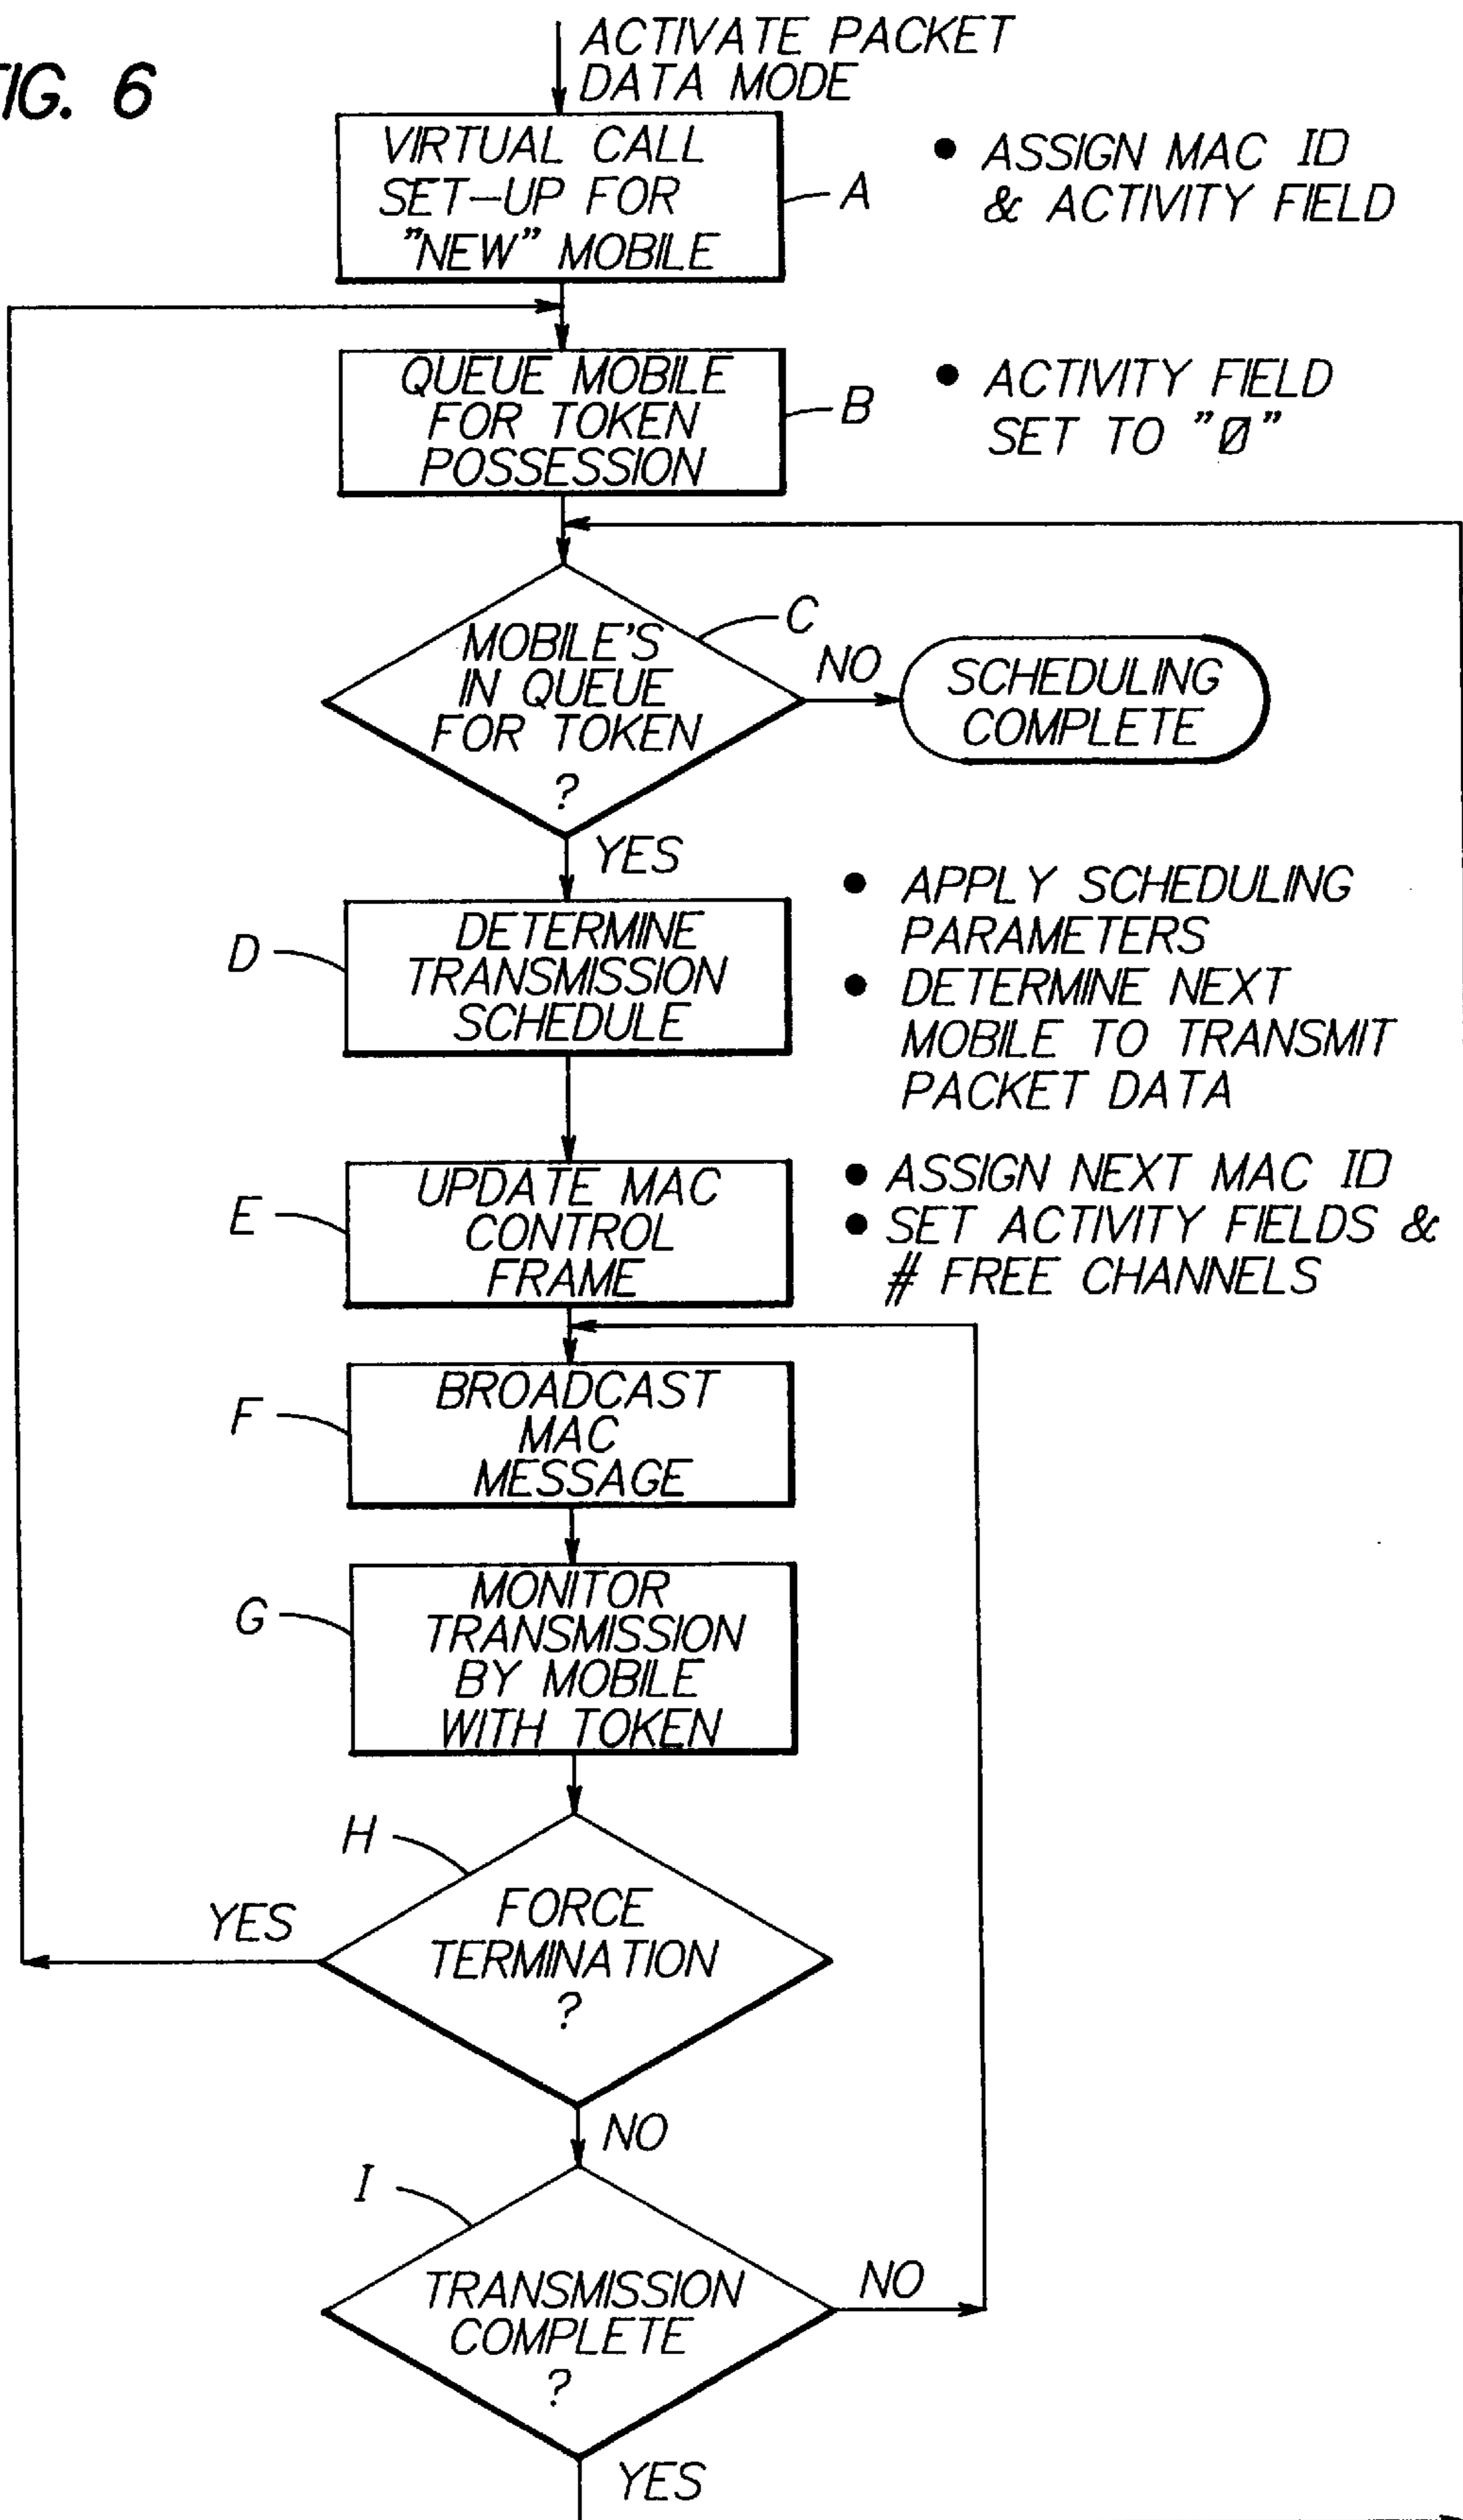 FIG. 6
ACTIVATE PACKET
DATA MODE
VIRTUAL CALL
SET-UP FOR
"NEW" MOBILE
A
• ASSIGN MAC ID
& ACTIVITY FIELD
QUEUE MOBILE
FOR TOKEN
POSSESSION
B
• ACTIVITY FIELD
SET TO "Ø"
MOBILE'S
IN QUEUE
FOR TOKEN
?
C
NO
SCHEDULING
COMPLETE
YES
D
DETERMINE
TRANSMISSION
SCHEDULE
• APPLY SCHEDULING
PARAMETERS
• DETERMINE NEXT
MOBILE TO TRANSMIT
PACKET DATA
E
UPDATE MAC
CONTROL
FRAME
• ASSIGN NEXT MAC ID
• SET ACTIVITY FIELDS &
# FREE CHANNELS
F
BROADCAST
MAC
MESSAGE
G
MONITOR
TRANSMISSION
BY MOBILE
WITH TOKEN
H
FORCE
TERMINATION
?
YES
NO
I
TRANSMISSION
COMPLETE
?
NO
YES